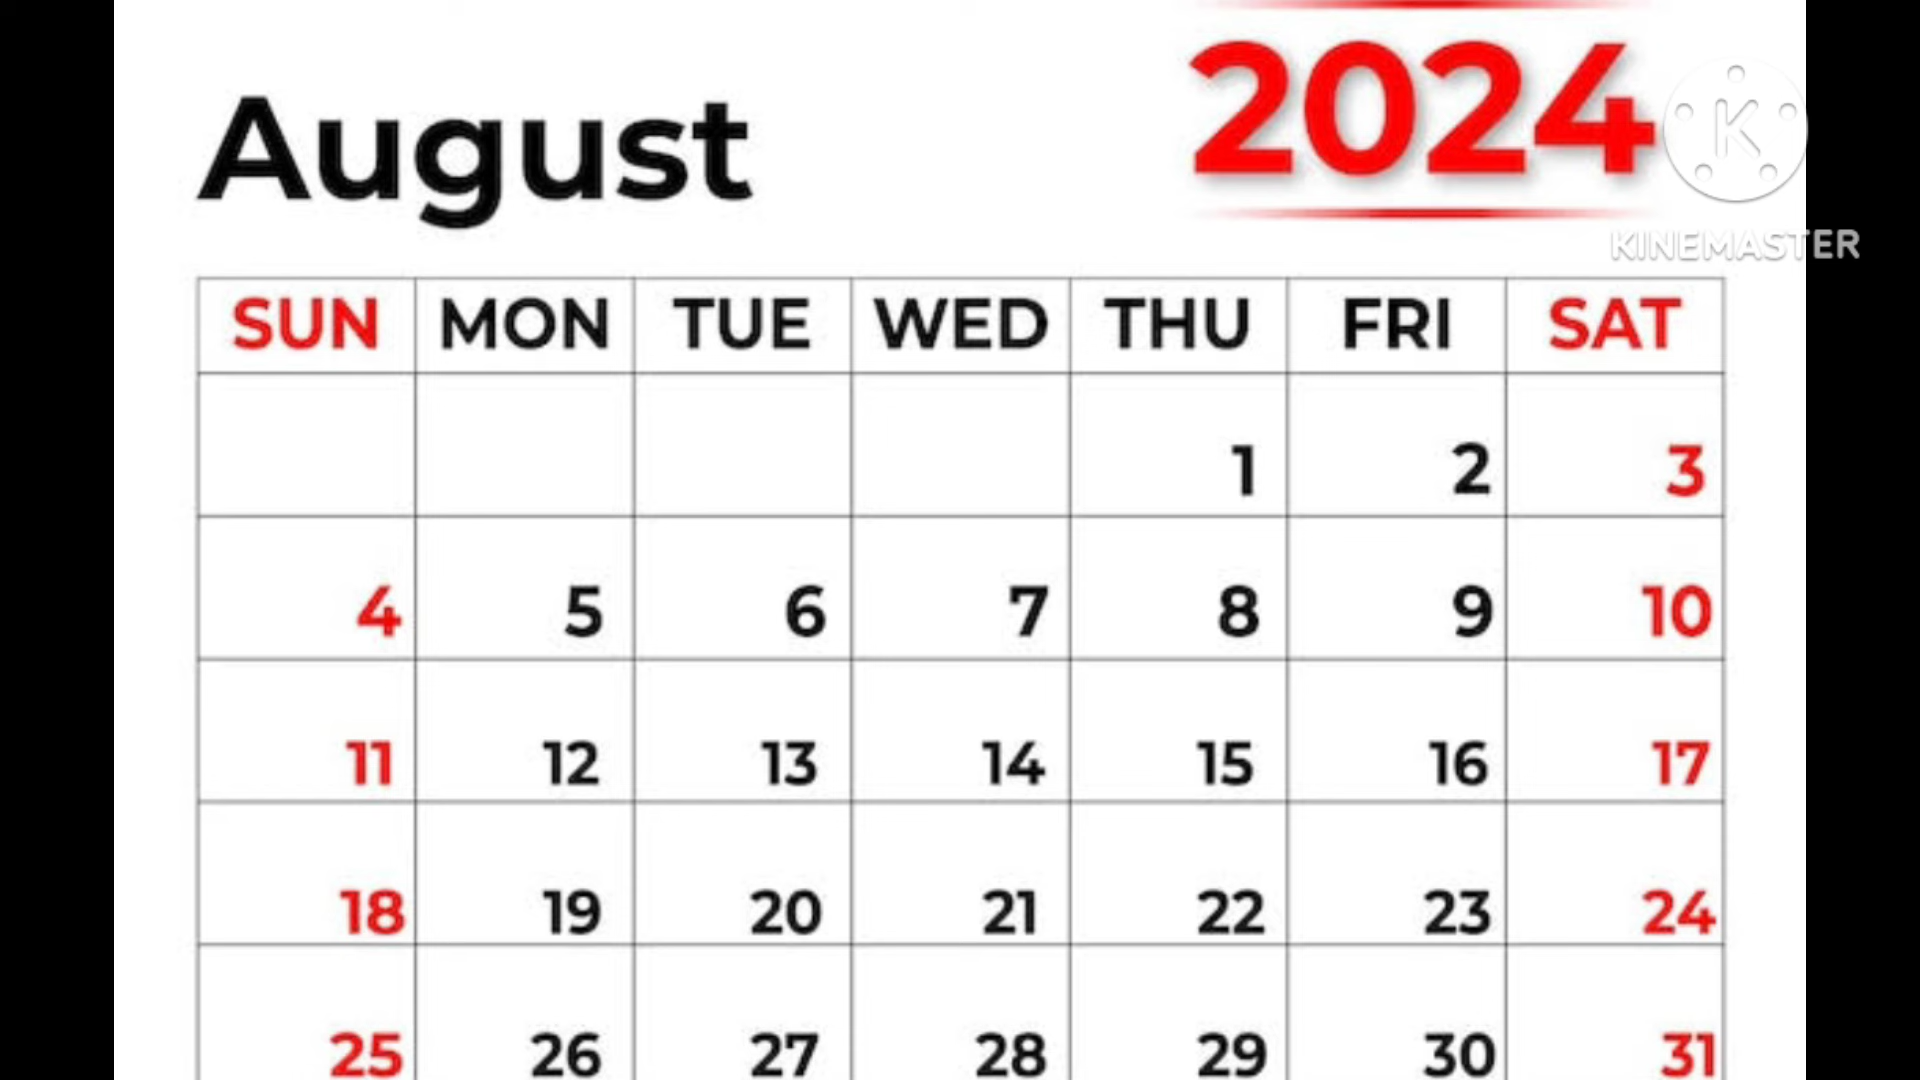 August 2024
K
KINEMASTER
SUN MON TUE WED THU FRI SAT
1 2 3
4 5 6 7 8 9 10
11 12 13 14 15 16 17
18 19 20 21 22 23 24
25 26 27 28 29 30 31